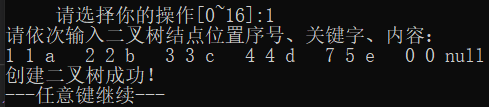 请选择你的操作[0~16]:1
请依次输入二叉树结点位置序号、关键字、内容:
1 1 a  2 2 b  3 3 c  4 4 d  7 5 e  0 0 null
创建二叉树成功!
---任意键继续---